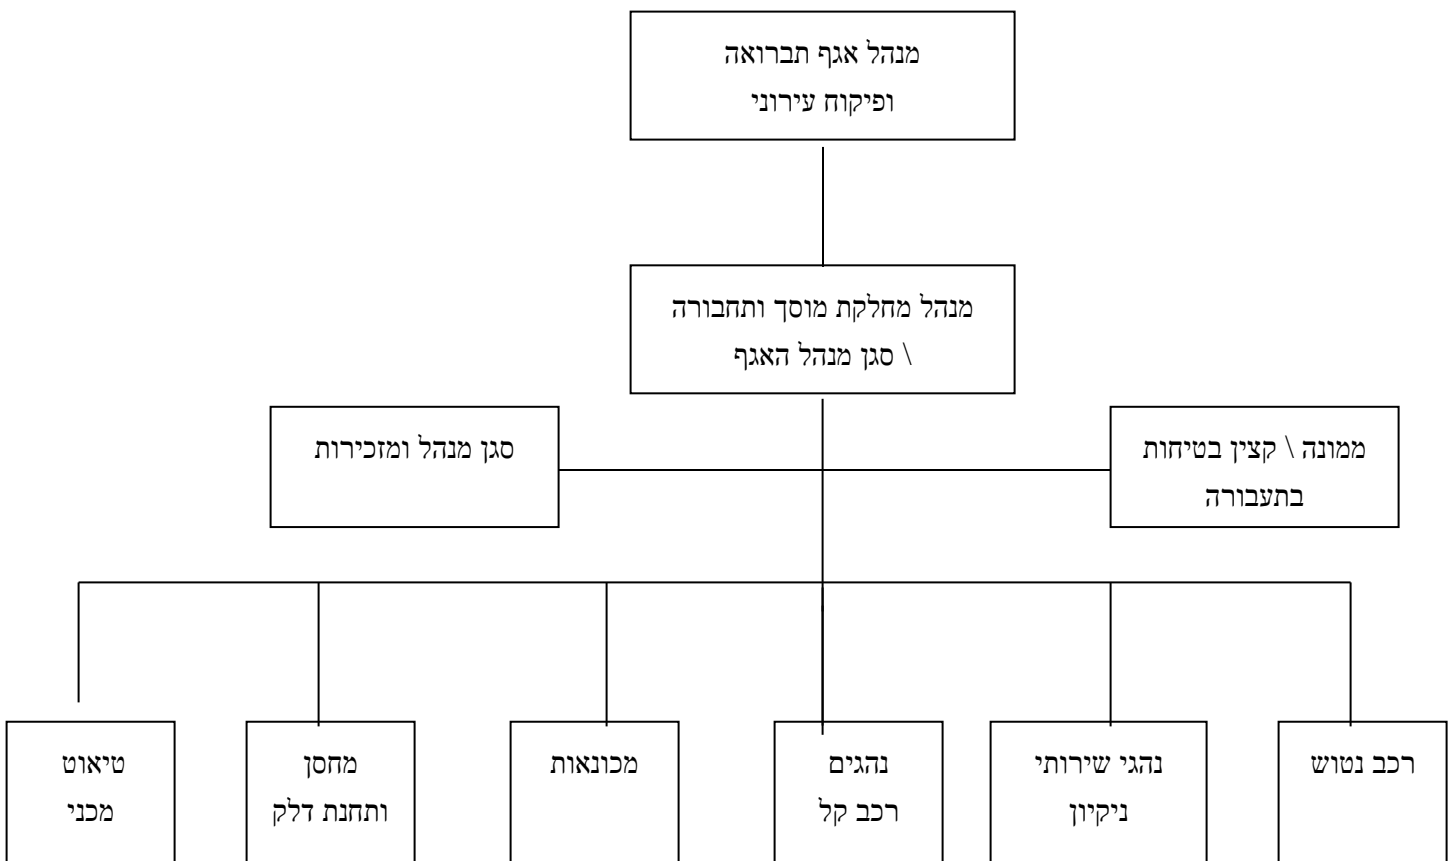 מנהל אגף תברואה
ופיקוח עירוני
מנהל מחלקת מוסך ותחבורה
\ סגן מנהל האגף
ממונה \ קצין בטיחות
בתעבורה
סגן מנהל ומזכירות
רכב נטוש
נהגי שירותי
ניקיון
נהגים
רכב קל
מכונאות
מחסן
ותחנת דלק
טיאוט
מכני